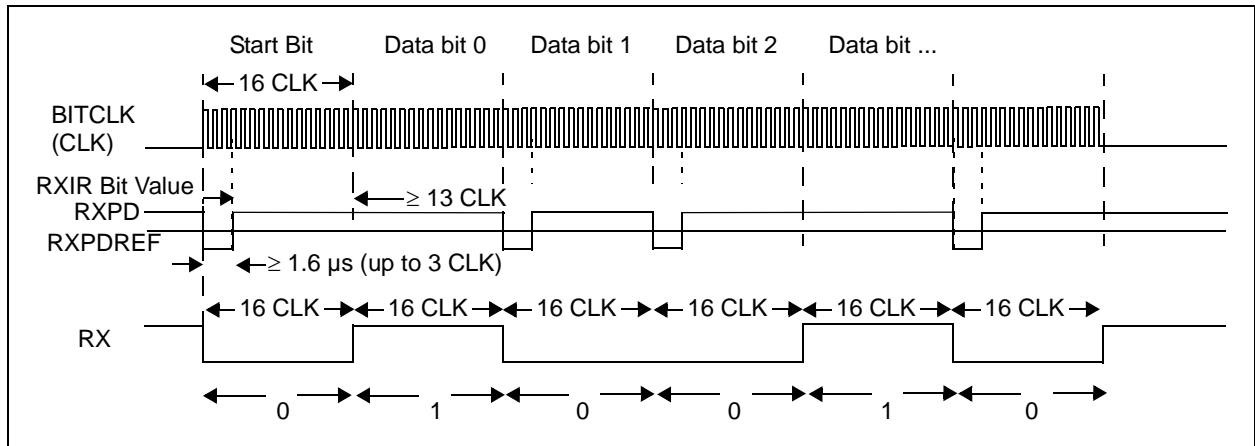 Start Bit Data bit 0 Data bit 1 Data bit 2 Data bit ...
16 CLK
BITCLK
(CLK)
RXIR Bit Value
≥ 13 CLK
RXPD
RXPDREF
≥ 1.6 µs (up to 3 CLK)
16 CLK 16 CLK 16 CLK 16 CLK 16 CLK 16 CLK
RX
0 1 0 0 1 0